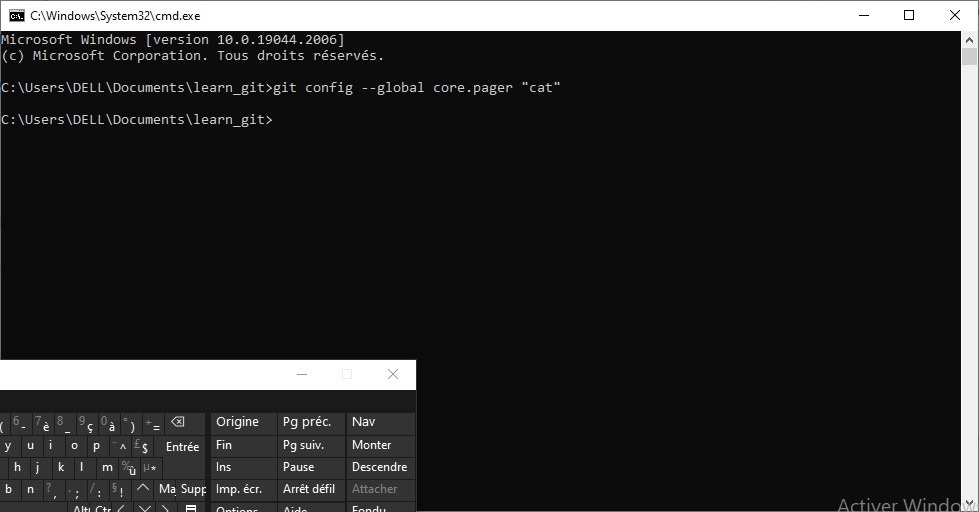 C:\Windows\System32\cmd.exe
Microsoft Windows [version 10.0.19044.2006]
(c) Microsoft Corporation. Tous droits réservés.
C:\Users\DELL\Documents\learn_git>git config --global core.pager "cat"
C:\Users\DELL\Documents\learn_git>
( 6 - 7 è 8 _ 9 ç 0 à ° ) + = Origine Pg préc. Nav
y u i o p ¨ ^ £ $ Entrée Fin Pg suiv. Monter
h j k l m % ù µ * Ins Pause Descendre
b n ? , . ; / : § ! ^ Maj Supp Imp. écr. Arrêt défil Attacher
Options Aide Fondu
Activer Window